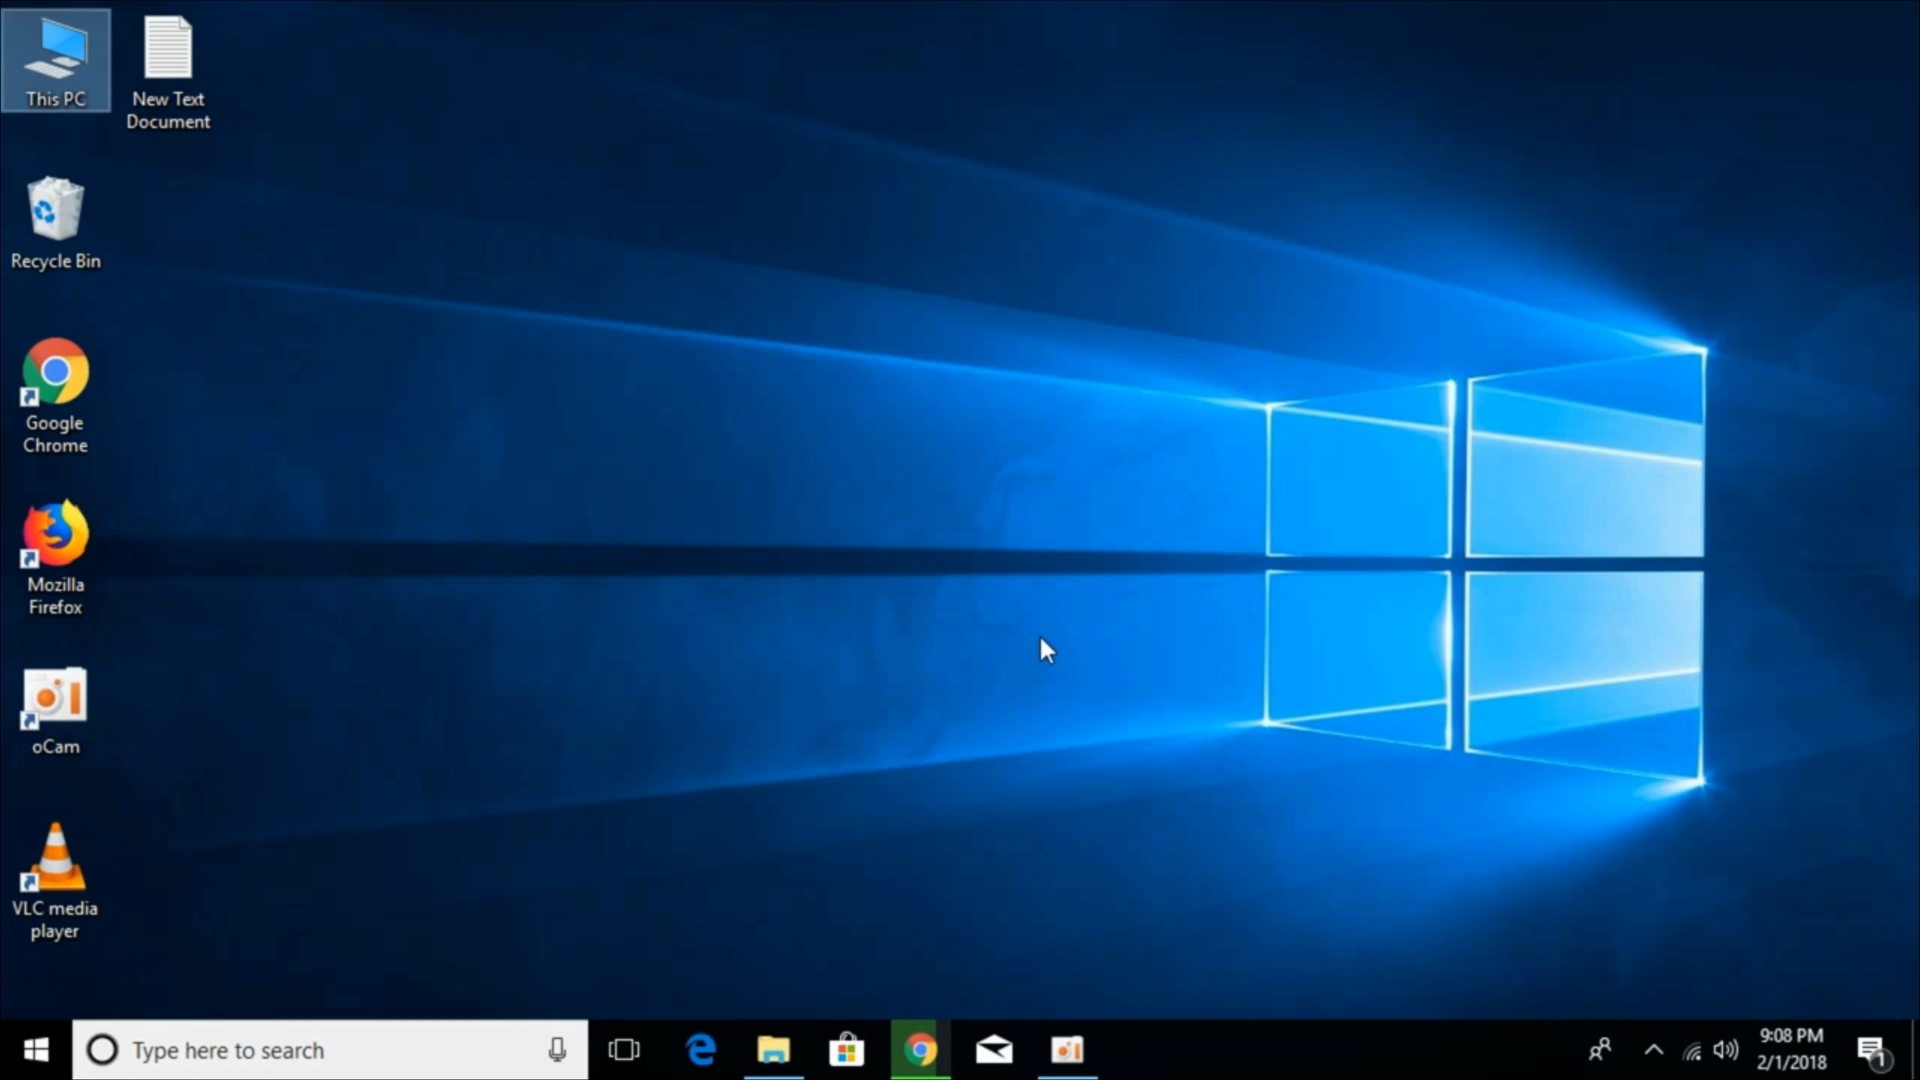 This PC
New Text
Document
Recycle Bin
Google
Chrome
Mozilla
Firefox
oCam
VLC media
player
Type here to search
9:08 PM
2/1/2018
1